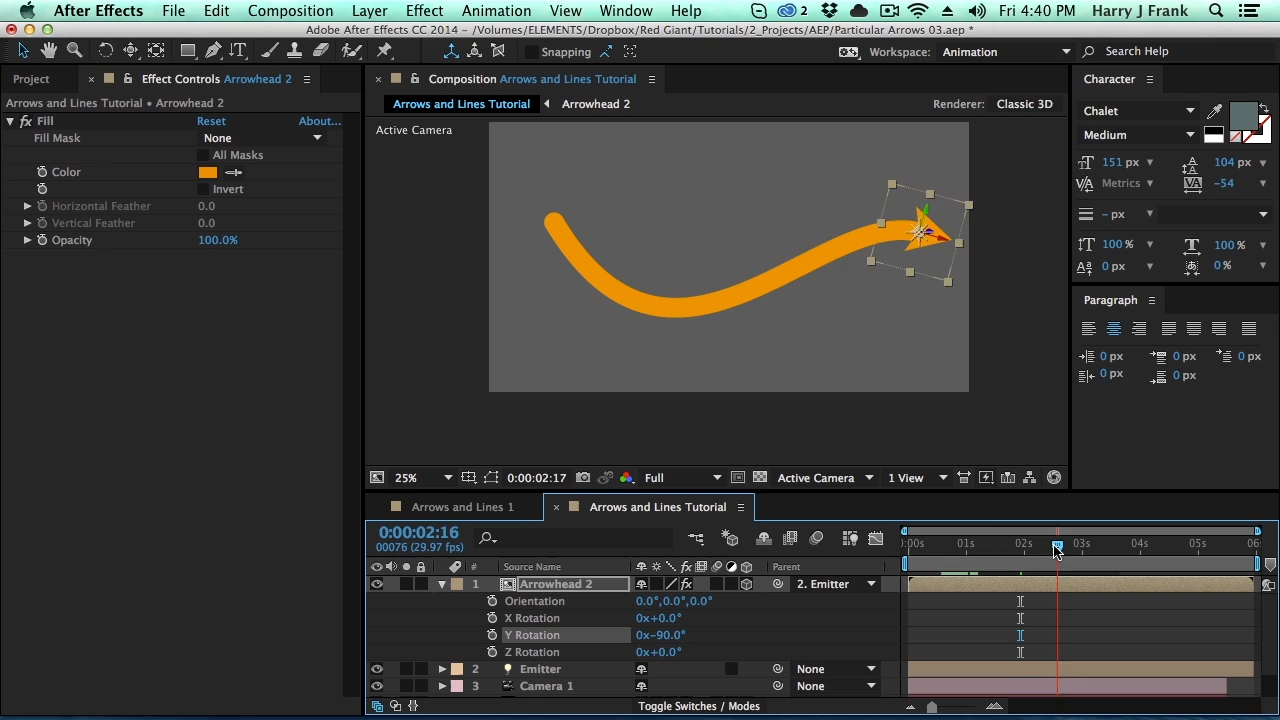 After Effects File Edit Composition Layer Effect Animation View Window Help 2 Fri 4:40 PM Harry J Frank
Adobe After Effects CC 2014 - /Volumes/ELEMENTS/Dropbox/Red Giant/Tutorials/2_Projects/AEP/Particular Arrows 03.aep *
Snapping Workspace: Animation Search Help
Project × Effect Controls Arrowhead 2
Arrows and Lines Tutorial • Arrowhead 2
fx Fill Reset About...
Fill Mask None
All Masks
Color
Invert
Horizontal Feather 0.0
Vertical Feather 0.0
Opacity 100.0%
× Composition Arrows and Lines Tutorial
Arrows and Lines Tutorial Arrowhead 2 Renderer: Classic 3D
Active Camera
25% 0:00:02:17 Full Active Camera 1 View
Character
Chalet
Medium
151 px 104 px
Metrics -54
- px
100% 100%
0 px 0%
Paragraph
0 px 0 px 0 px
0 px 0 px
Arrows and Lines 1 × Arrows and Lines Tutorial
0:00:02:16
00076 (29.97 fps)
0:00s 01s 02s 03s 04s 05s 06s
# Source Name fx Parent
1 Arrowhead 2 fx 2. Emitter
Orientation 0.0°,0.0°,0.0°
X Rotation 0x+0.0°
Y Rotation 0x-90.0°
Z Rotation 0x+0.0°
2 Emitter None
3 Camera 1 None
Toggle Switches / Modes